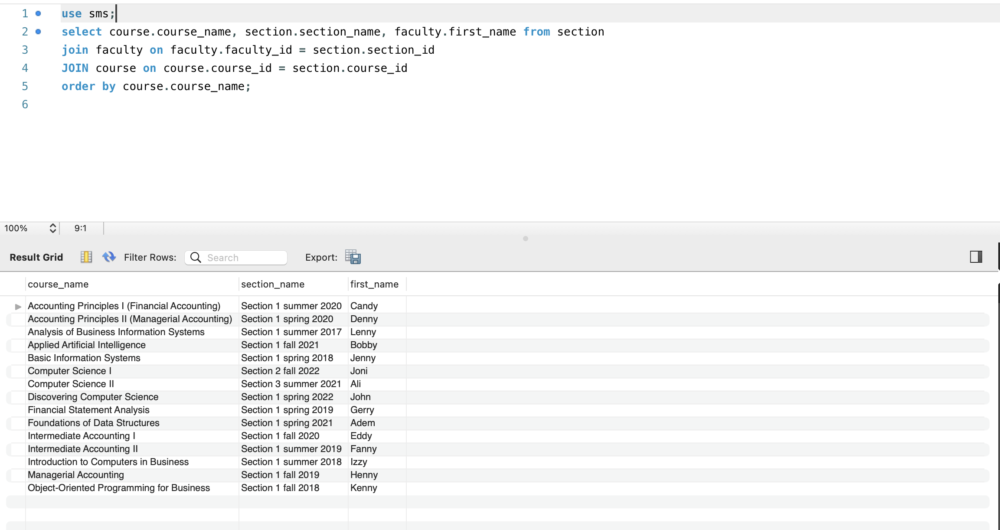 1 use sms;
2 select course.course_name, section.section_name, faculty.first_name from section
3 join faculty on faculty.faculty_id = section.section_id
4 JOIN course on course.course_id = section.course_id
5 order by course.course_name;
6
100% 9:1
Result Grid Filter Rows: Search Export:
course_name section_name first_name
Accounting Principles I (Financial Accounting) Section 1 summer 2020 Candy
Accounting Principles II (Managerial Accounting) Section 1 spring 2020 Denny
Analysis of Business Information Systems Section 1 summer 2017 Lenny
Applied Artificial Intelligence Section 1 fall 2021 Bobby
Basic Information Systems Section 1 spring 2018 Jenny
Computer Science I Section 2 fall 2022 Joni
Computer Science II Section 3 summer 2021 Ali
Discovering Computer Science Section 1 spring 2022 John
Financial Statement Analysis Section 1 spring 2019 Gerry
Foundations of Data Structures Section 1 spring 2021 Adem
Intermediate Accounting I Section 1 fall 2020 Eddy
Intermediate Accounting II Section 1 summer 2019 Fanny
Introduction to Computers in Business Section 1 summer 2018 Izzy
Managerial Accounting Section 1 fall 2019 Henny
Object-Oriented Programming for Business Section 1 fall 2018 Kenny